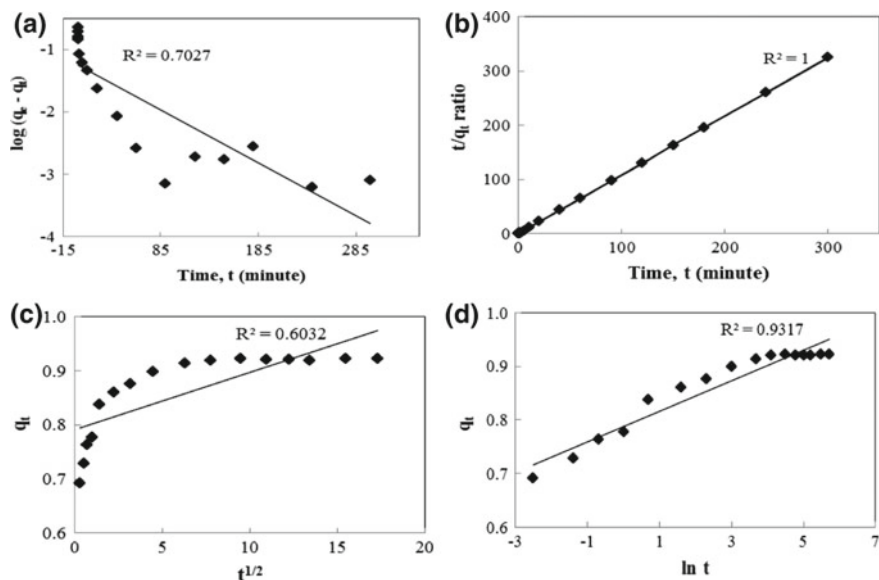 (a)
-1
-2
-3
-4
R² = 0.7027
log (qe - qt)
-15 85 185 285
Time, t (minute)
(b)
400
300
200
100
0
R² = 1
t/qt ratio
0 100 200 300
Time, t (minute)
(c)
1.0
0.9
0.8
0.7
0.6
R² = 0.6032
qt
0 5 10 15 20
t1/2
(d)
1.0
0.9
0.8
0.7
0.6
R² = 0.9317
qt
-3 -1 1 3 5 7
ln t